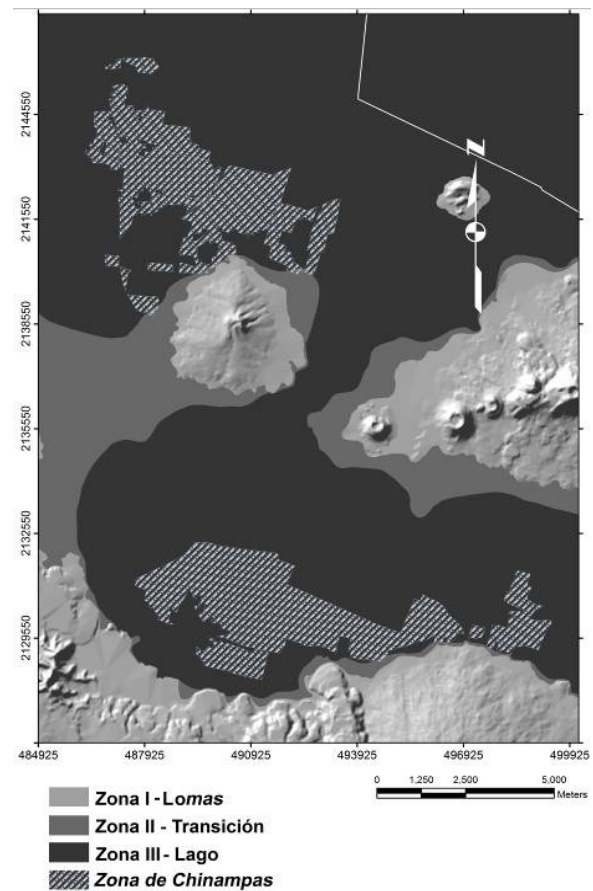 2144550
2141550
2138550
2135550
2132550
2129550
N
484925 487925 490925 493925 496925 499925
0 1,250 2,500 5,000
Meters
Zona I - Lomas
Zona II - Transición
Zona III - Lago
Zona de Chinampas